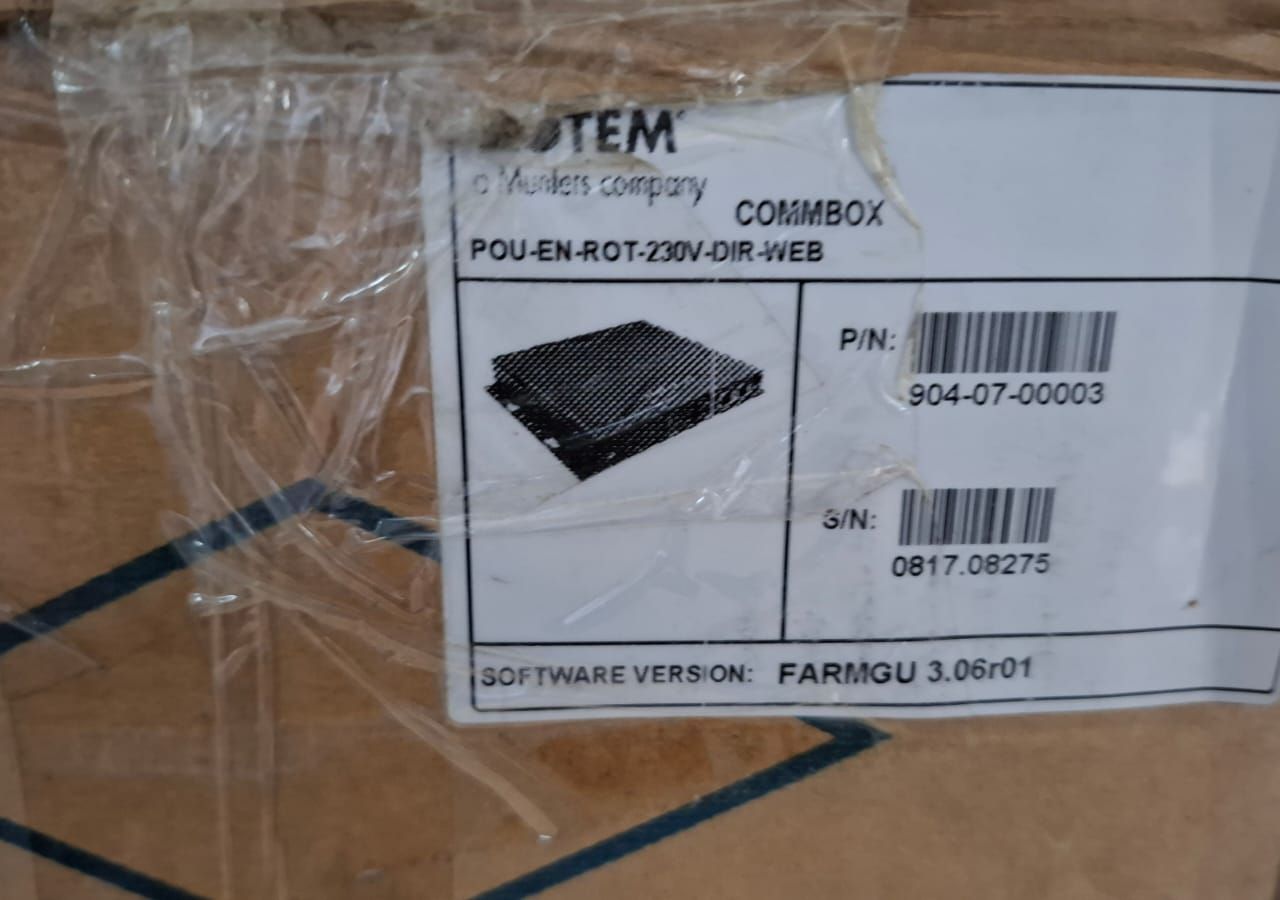 OTEM
a Munters company
COMMBOX
POU-EN-ROT-230V-DIR-WEB
P/N:
904-07-00003
S/N:
0817.08275
SOFTWARE VERSION: FARMGU 3.06r01